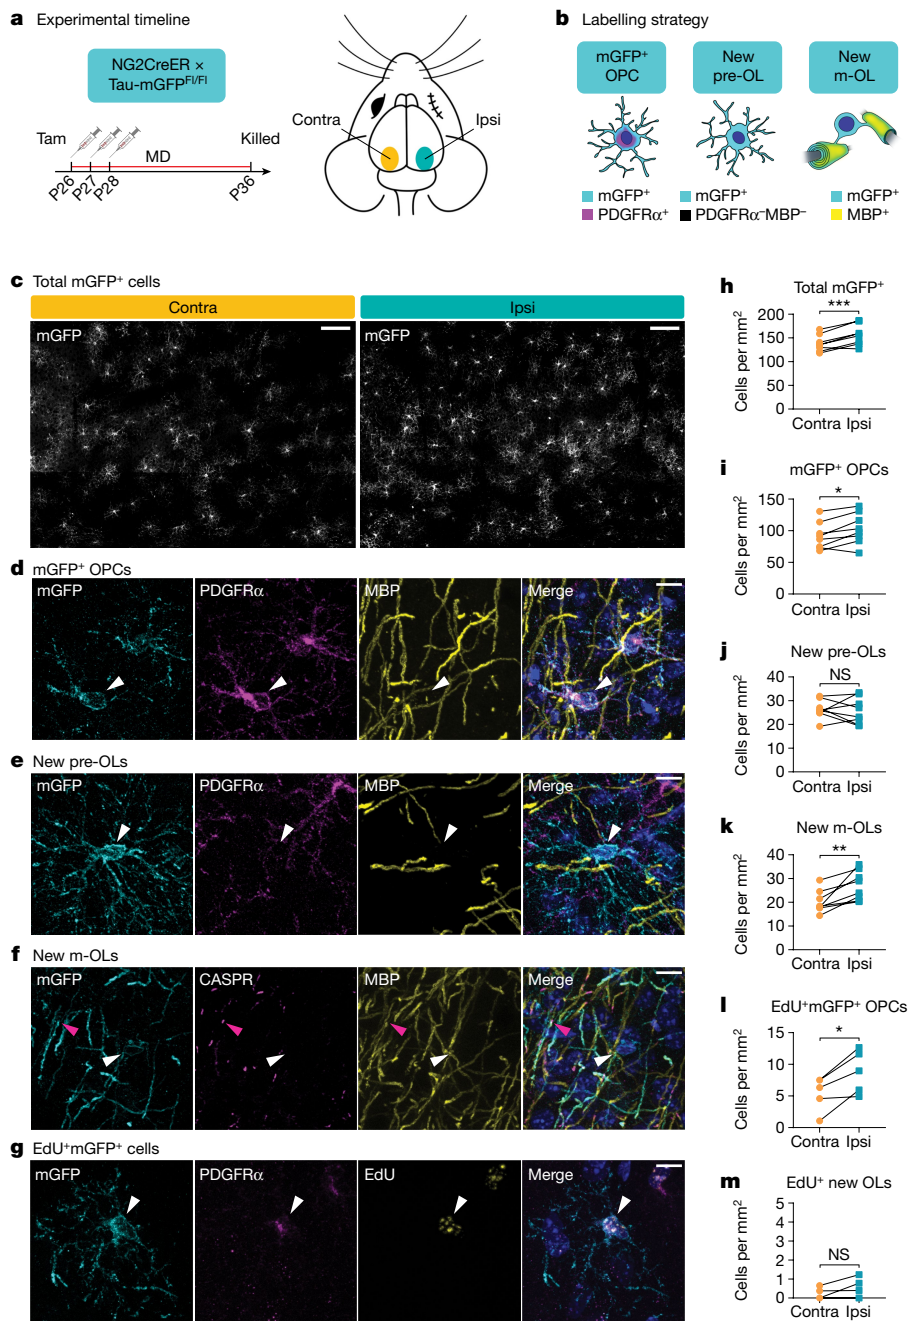 a Experimental timeline
NG2CreER ×
Tau-mGFP^Fl/Fl
Tam
MD
Killed
P26
P27
P28
P36
Contra
Ipsi
b Labelling strategy
mGFP⁺
OPC
New
pre-OL
New
m-OL
mGFP⁺
PDGFRα⁺
mGFP⁺
PDGFRα⁻MBP⁻
mGFP⁺
MBP⁺
c Total mGFP⁺ cells
Contra
Ipsi
mGFP
mGFP
d mGFP⁺ OPCs
mGFP
PDGFRα
MBP
Merge
e New pre-OLs
mGFP
PDGFRα
MBP
Merge
f New m-OLs
mGFP
CASPR
MBP
Merge
g EdU⁺mGFP⁺ cells
mGFP
PDGFRα
EdU
Merge
h Total mGFP⁺
***
Cells per mm²
200
150
100
50
0
Contra Ipsi
i mGFP⁺ OPCs
*
Cells per mm²
150
100
50
0
Contra Ipsi
j New pre-OLs
NS
Cells per mm²
40
30
20
10
0
Contra Ipsi
k New m-OLs
**
Cells per mm²
40
30
20
10
0
Contra Ipsi
l EdU⁺mGFP⁺ OPCs
*
Cells per mm²
15
10
5
0
Contra Ipsi
m EdU⁺ new OLs
NS
Cells per mm²
5
4
3
2
1
0
Contra Ipsi